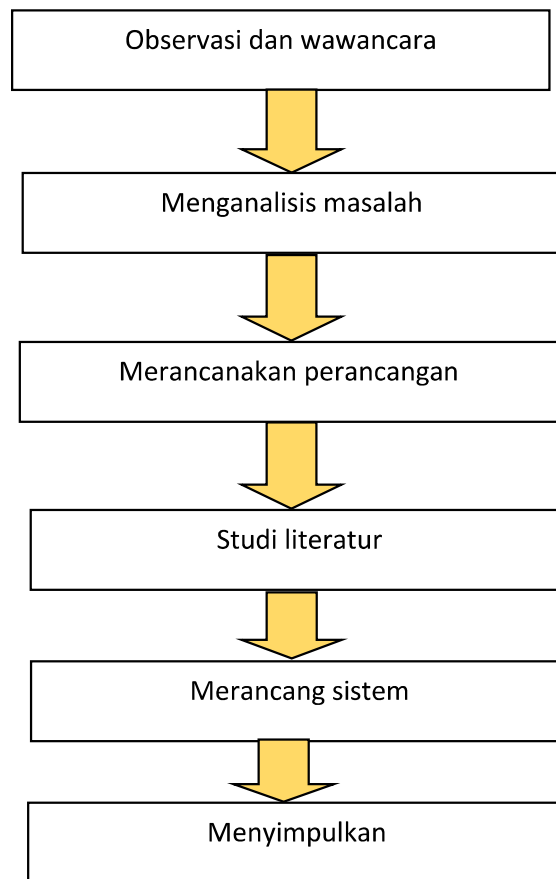 Observasi dan wawancara
Menganalisis masalah
Merancanakan perancangan
Studi literatur
Merancang sistem
Menyimpulkan